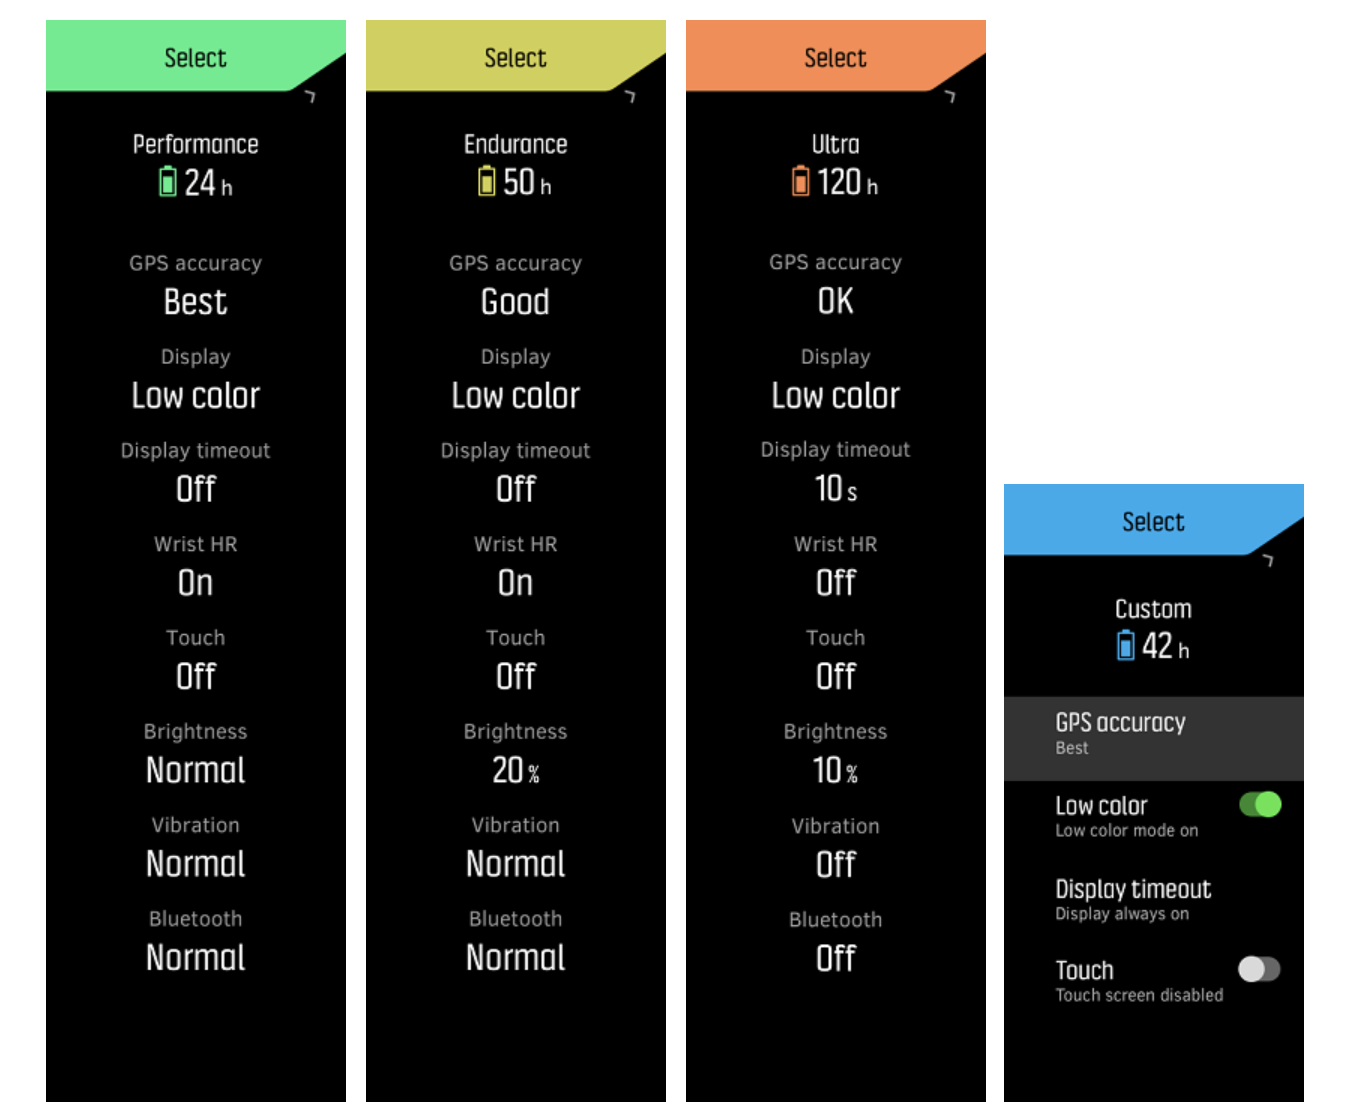 Select
Performance
24 h
GPS accuracy
Best
Display
Low color
Display timeout
Off
Wrist HR
On
Touch
Off
Brightness
Normal
Vibration
Normal
Bluetooth
Normal
Select
Endurance
50 h
GPS accuracy
Good
Display
Low color
Display timeout
Off
Wrist HR
On
Touch
Off
Brightness
20 %
Vibration
Normal
Bluetooth
Normal
Select
Ultra
120 h
GPS accuracy
OK
Display
Low color
Display timeout
10 s
Wrist HR
Off
Touch
Off
Brightness
10 %
Vibration
Off
Bluetooth
Off
Select
Custom
42 h
GPS accuracy
Best
Low color
Low color mode on
Display timeout
Display always on
Touch
Touch screen disabled